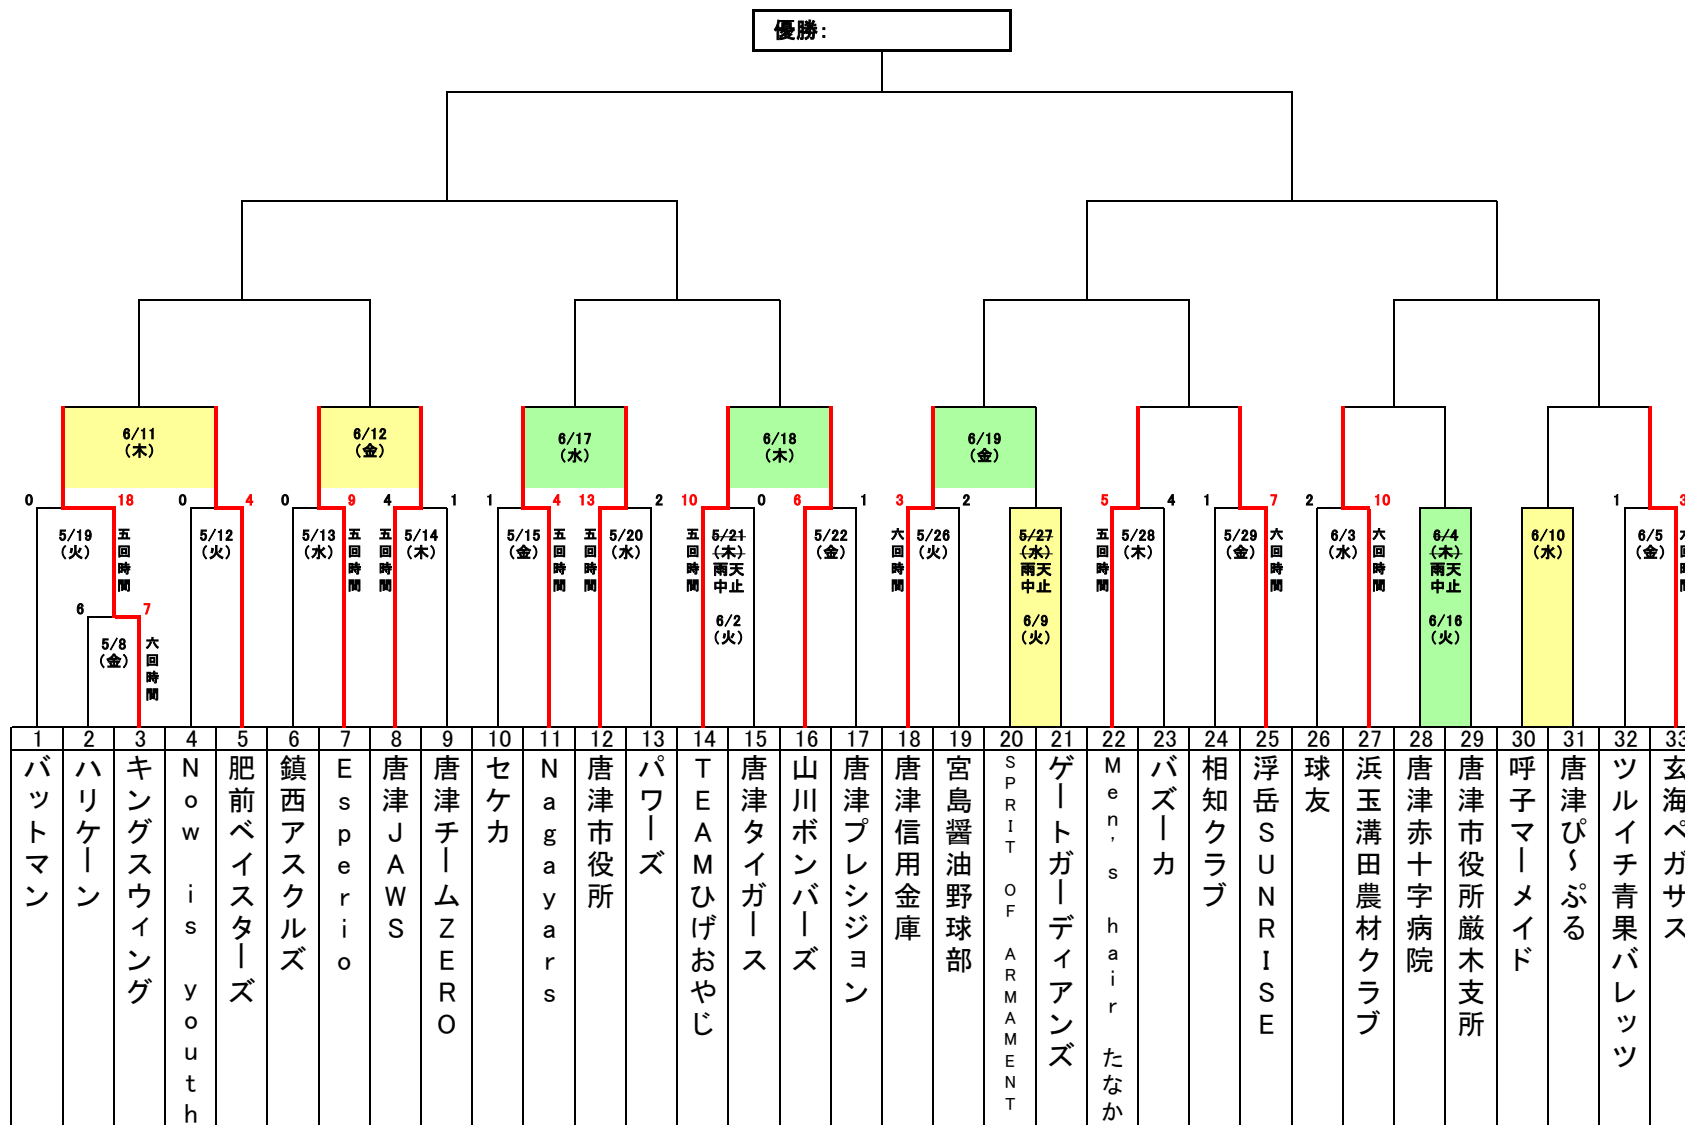 優勝:
6/11
(木)
6/12
(金)
6/17
(水)
6/18
(木)
6/19
(金)
0
18
0
4
0
9
4
1
1
4
13
2
10
0
6
1
3
2
5
4
1
7
2
10
1
3
5/19
(火)
五回時間
5/12
(火)
5/13
(水)
五回時間
五回時間
5/14
(木)
5/15
(金)
五回時間
五回時間
5/20
(水)
五回時間
5/21
(木)
雨天
中止
6/2
(火)
5/22
(金)
六回時間
5/26
(火)
5/27
(水)
雨天
中止
6/9
(火)
五回時間
5/28
(木)
5/29
(金)
六回時間
6/3
(水)
六回時間
6/4
(木)
雨天
中止
6/16
(火)
6/10
(水)
6/5
(金)
六回時間
6
7
5/8
(金)
六回時間
1
2
3
4
5
6
7
8
9
10
11
12
13
14
15
16
17
18
19
20
21
22
23
24
25
26
27
28
29
30
31
32
33
バットマン
ハリケーン
キングスウィング
Now is youth
肥前ベイスターズ
鎮西アスクルズ
Esperio
唐津JAWS
唐津チームZERO
セケカ
Nagayars
唐津市役所
パワーズ
TEAMひげおやじ
唐津タイガース
山川ボンバーズ
唐津プレシジョン
唐津信用金庫
宮島醤油野球部
SPRIT OF ARMAMENT
ゲートガーディアンズ
Men's hair たなか
バズーカ
相知クラブ
浮岳SUNRISE
球友
浜玉溝田農材クラブ
唐津赤十字病院
唐津市役所厳木支所
呼子マーメイド
唐津ぴ~ぷる
ツルイチ青果バレッツ
玄海ペガサス